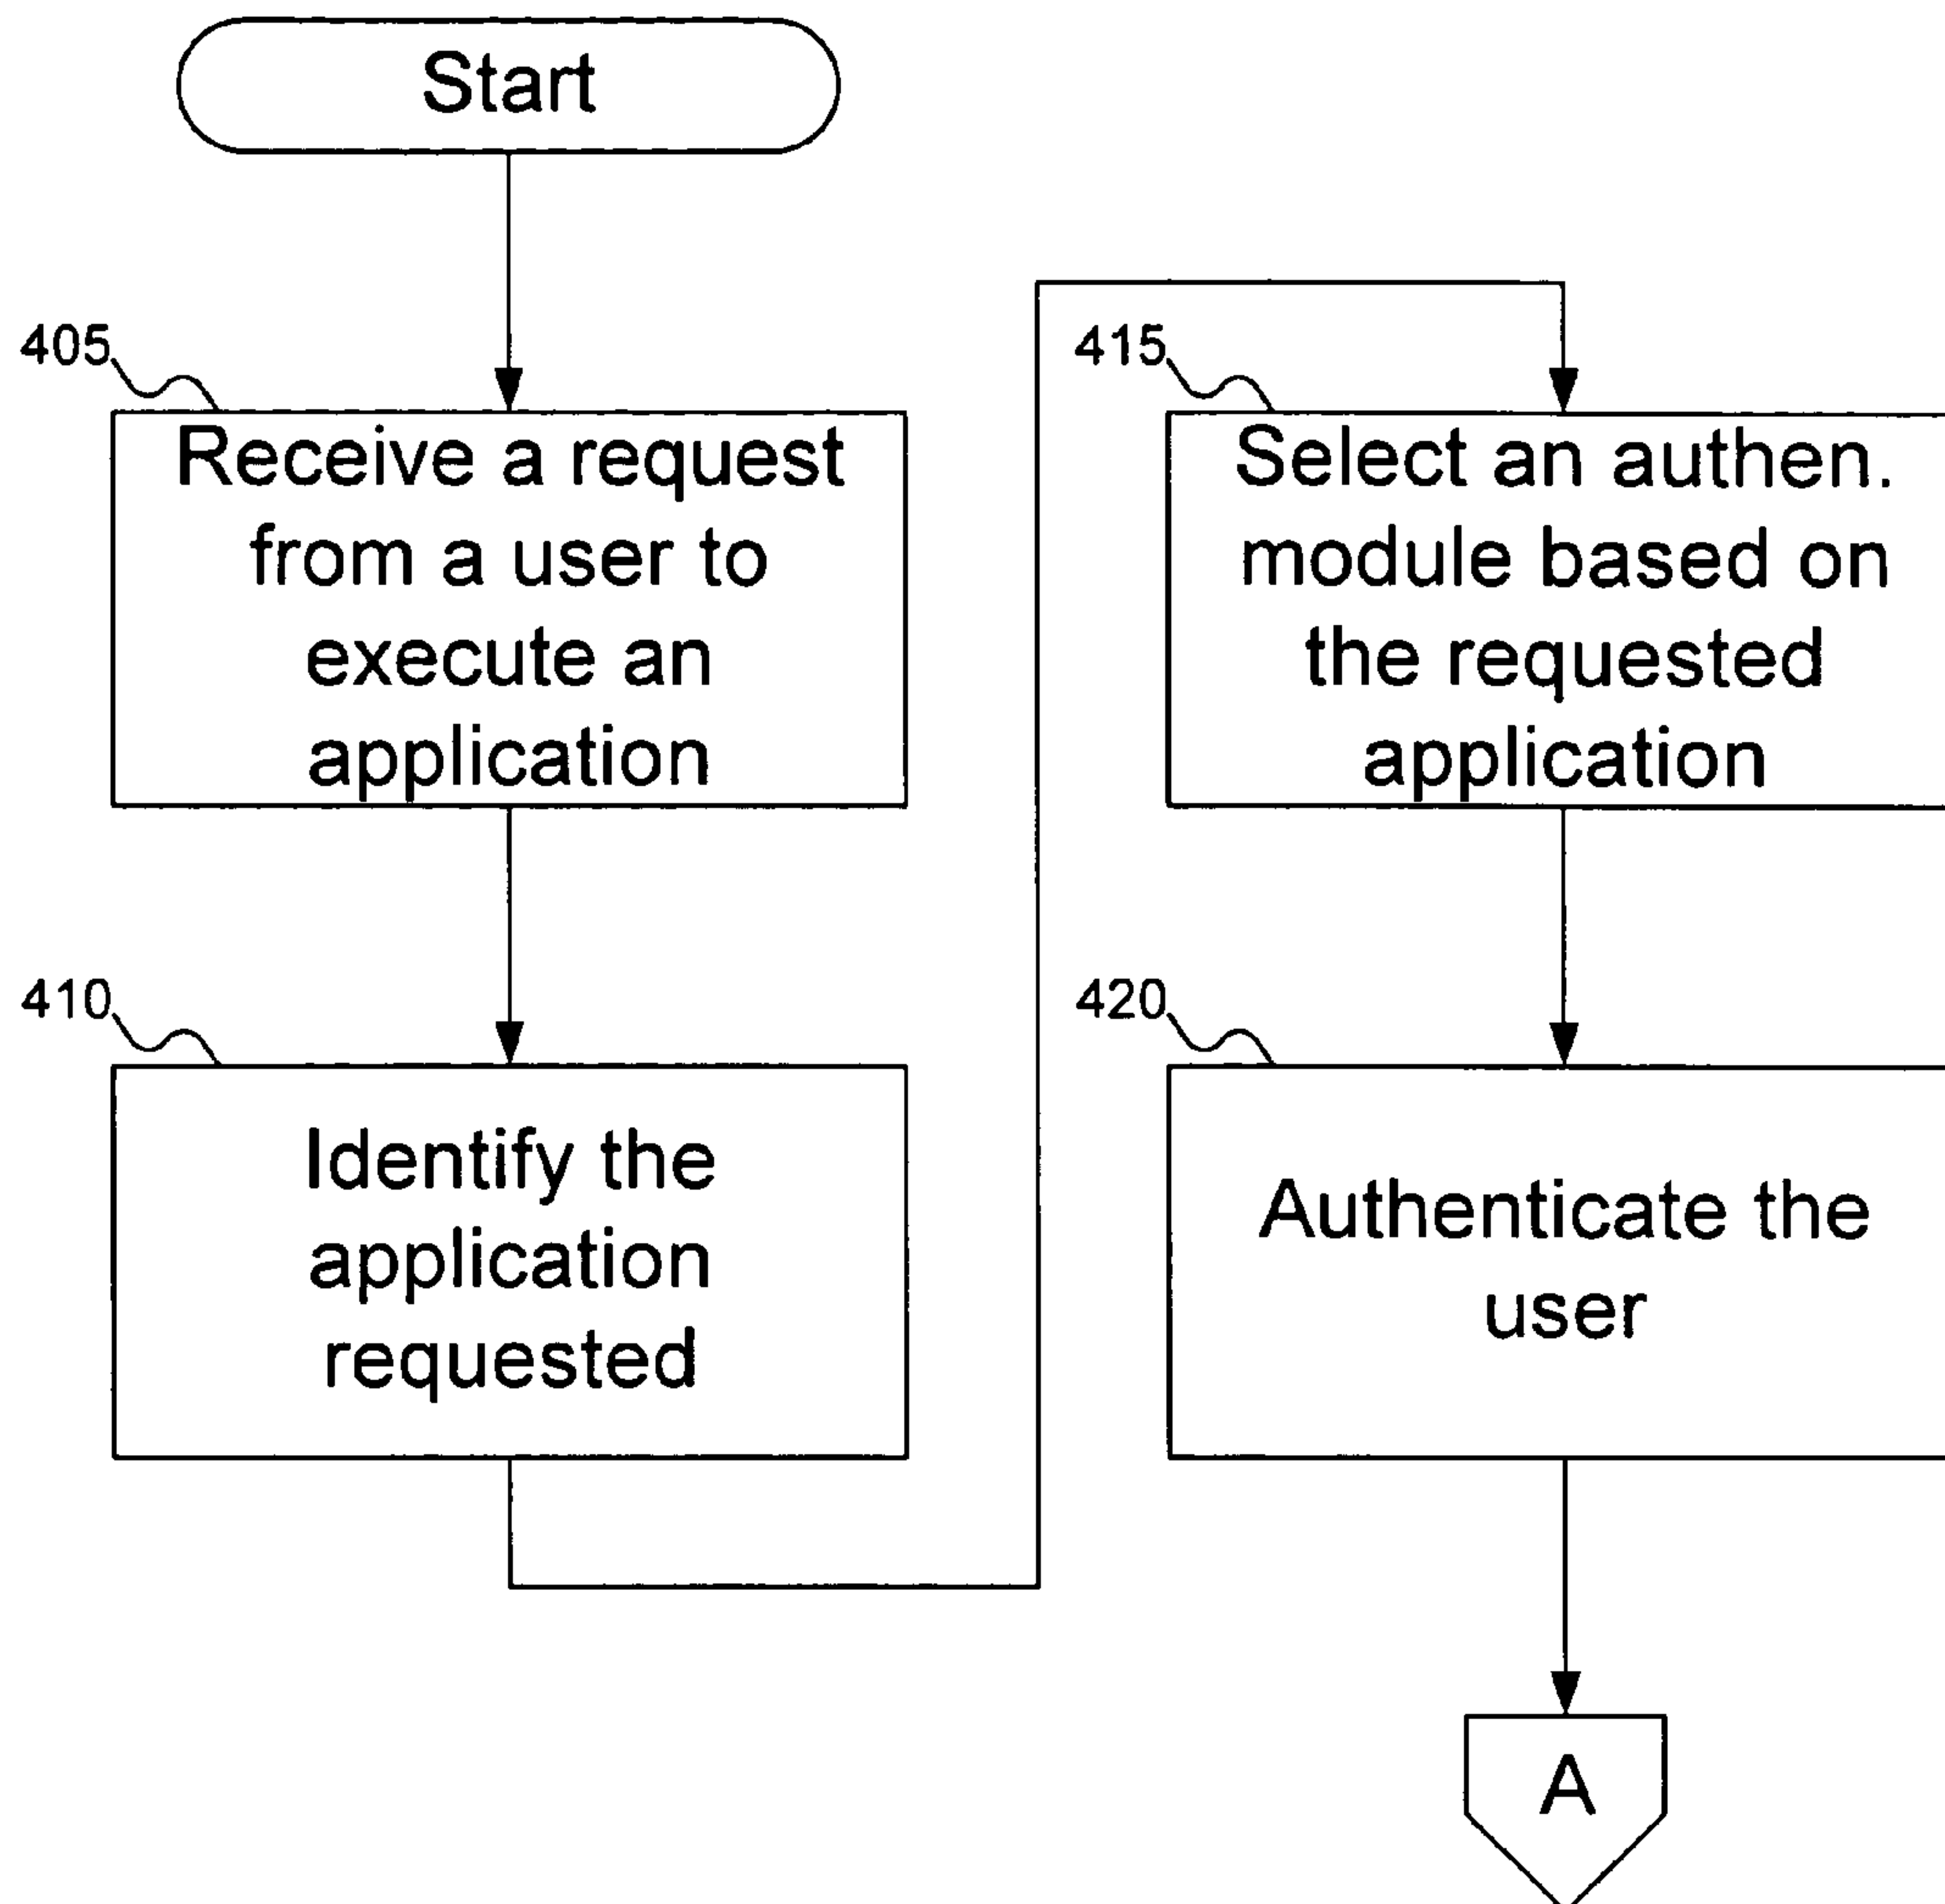 Start
405
Receive a request
from a user to
execute an
application
410
Identify the
application
requested
415
Select an authen.
module based on
the requested
application
420
Authenticate the
user
A